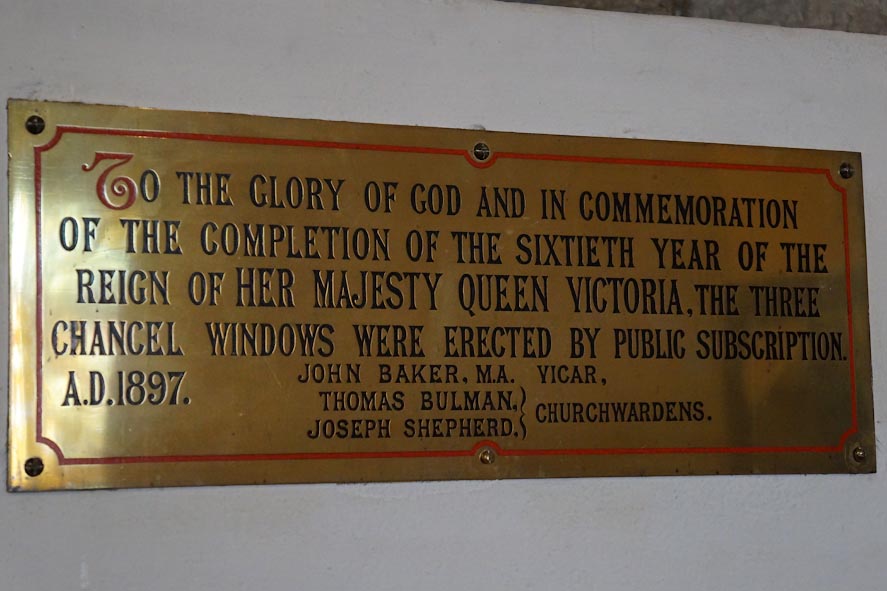 TO THE GLORY OF GOD AND IN COMMEMORATION
OF THE COMPLETION OF THE SIXTIETH YEAR OF THE
REIGN OF HER MAJESTY QUEEN VICTORIA, THE THREE
CHANCEL WINDOWS WERE ERECTED BY PUBLIC SUBSCRIPTION.
A.D. 1897. JOHN BAKER, M.A. VICAR,
THOMAS BULMAN,
JOSEPH SHEPHERD, } CHURCHWARDENS.